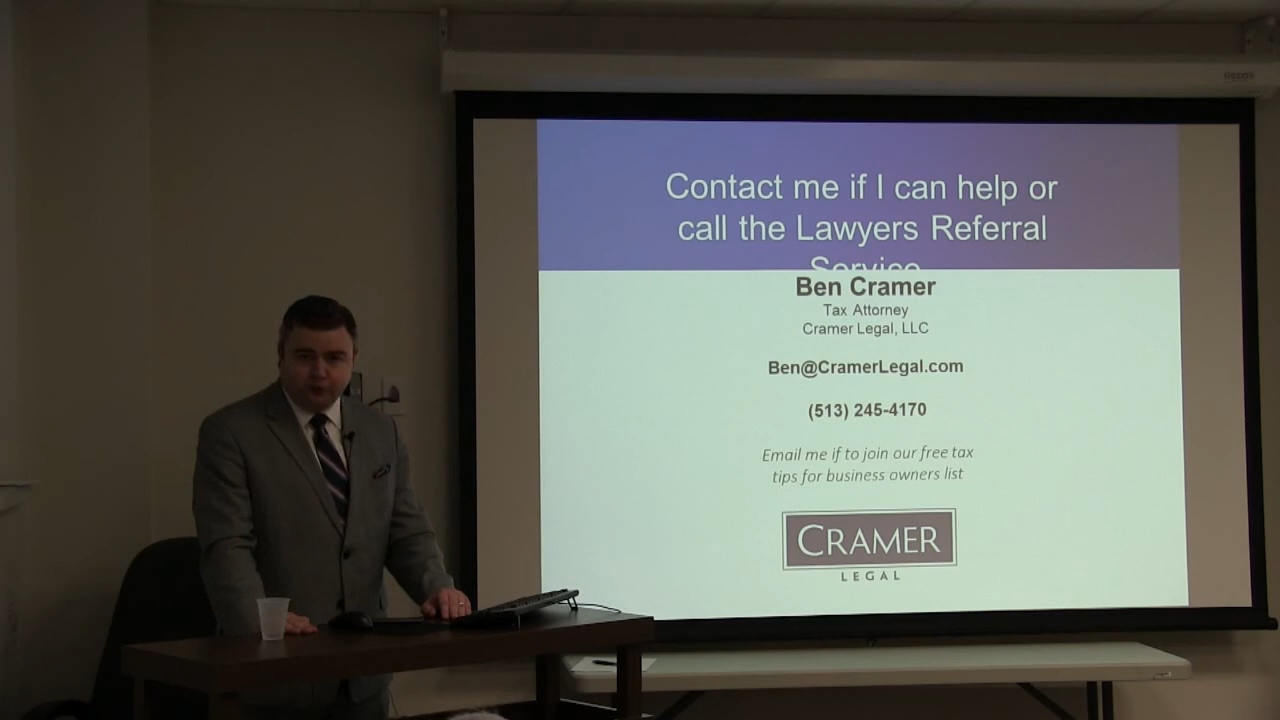 Contact me if I can help or
call the Lawyers Referral
Service
Ben Cramer
Tax Attorney
Cramer Legal, LLC
Ben@CramerLegal.com
(513) 245-4170
Email me if to join our free tax
tips for business owners list
CRAMER
LEGAL